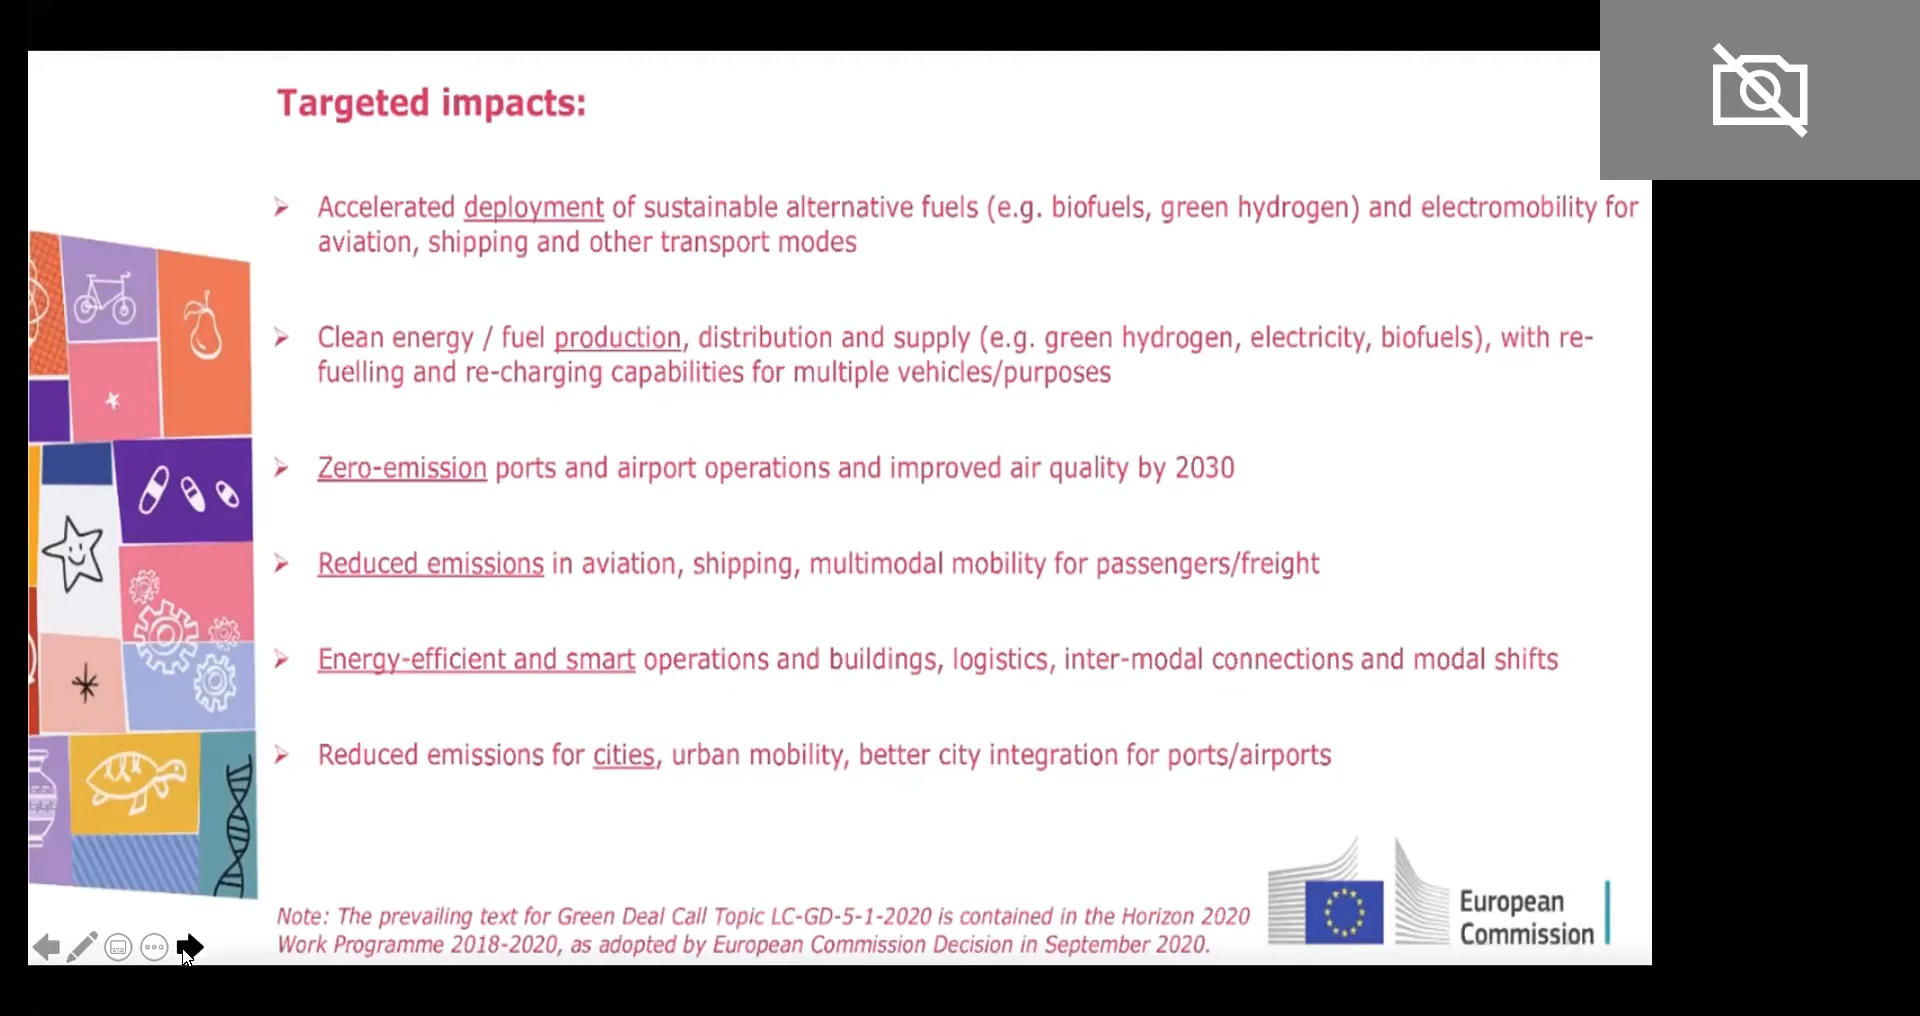 Targeted impacts:
Accelerated deployment of sustainable alternative fuels (e.g. biofuels, green hydrogen) and electromobility for
aviation, shipping and other transport modes
Clean energy / fuel production, distribution and supply (e.g. green hydrogen, electricity, biofuels), with re-
fuelling and re-charging capabilities for multiple vehicles/purposes
Zero-emission ports and airport operations and improved air quality by 2030
Reduced emissions in aviation, shipping, multimodal mobility for passengers/freight
Energy-efficient and smart operations and buildings, logistics, inter-modal connections and modal shifts
Reduced emissions for cities, urban mobility, better city integration for ports/airports
Note: The prevailing text for Green Deal Call Topic LC-GD-5-1-2020 is contained in the Horizon 2020
Work Programme 2018-2020, as adopted by European Commission Decision in September 2020.
European
Commission